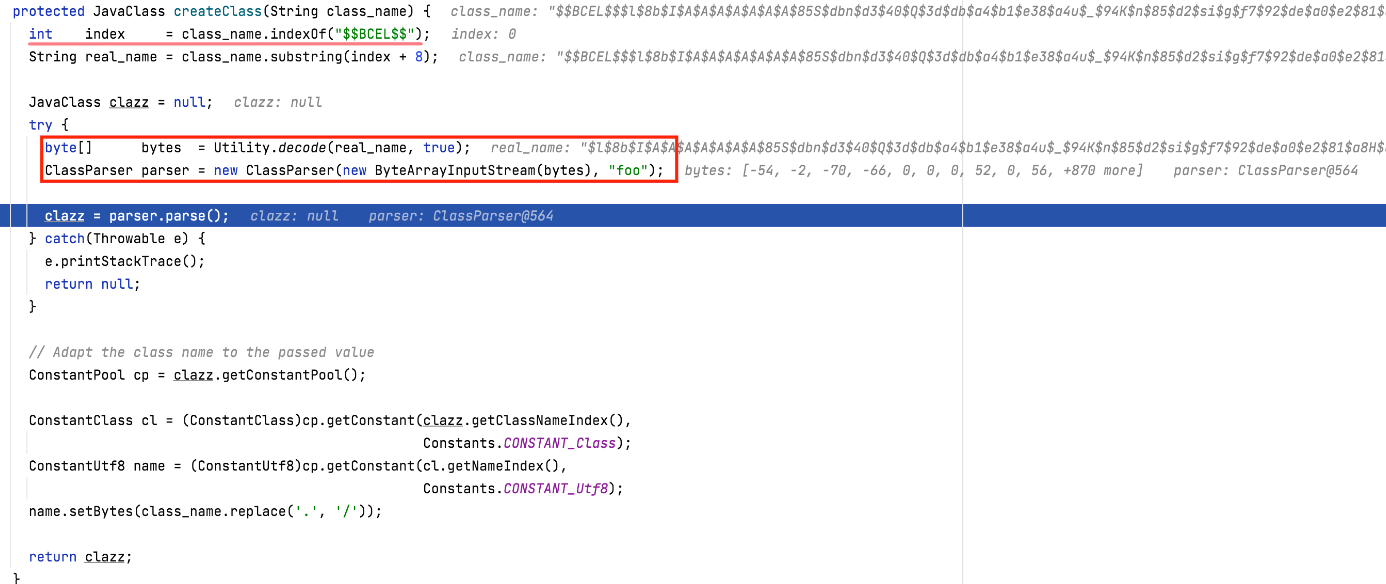 protected JavaClass createClass(String class_name) {  class_name: "$$BCEL$$$l$8b$I$A$A$A$A$A$A$A$85S$dbn$d3$40$Q$3d$db$a4$b1$e38$a4u$_$94K$n$85$d2$si$g$f7$92$de$a0$e2$81$
int    index     = class_name.indexOf("$$BCEL$$");  index: 0
String real_name = class_name.substring(index + 8);  class_name: "$$BCEL$$$l$8b$I$A$A$A$A$A$A$A$85S$dbn$d3$40$Q$3d$db$a4$b1$e38$a4u$_$94K$n$85$d2$si$g$f7$92$de$a0$e2$81
JavaClass clazz = null;  clazz: null
try {
byte[]      bytes  = Utility.decode(real_name, true);  real_name: "$l$8b$I$A$A$A$A$A$A$A$85S$dbn$d3$40$Q$3d$db$a4$b1$e38$a4u$_$94K$n$85$d2$si$g$f7$92$de$a0$e2$81$a8H$
ClassParser parser = new ClassParser(new ByteArrayInputStream(bytes), "foo");  bytes: [-54, -2, -70, -66, 0, 0, 0, 52, 0, 56, +870 more]  parser: ClassParser@564
clazz = parser.parse();  clazz: null  parser: ClassParser@564
} catch(Throwable e) {
e.printStackTrace();
return null;
}
// Adapt the class name to the passed value
ConstantPool cp = clazz.getConstantPool();
ConstantClass cl = (ConstantClass)cp.getConstant(clazz.getClassNameIndex(),
Constants.CONSTANT_Class);
ConstantUtf8 name = (ConstantUtf8)cp.getConstant(cl.getNameIndex(),
Constants.CONSTANT_Utf8);
name.setBytes(class_name.replace('.', '/'));
return clazz;
}